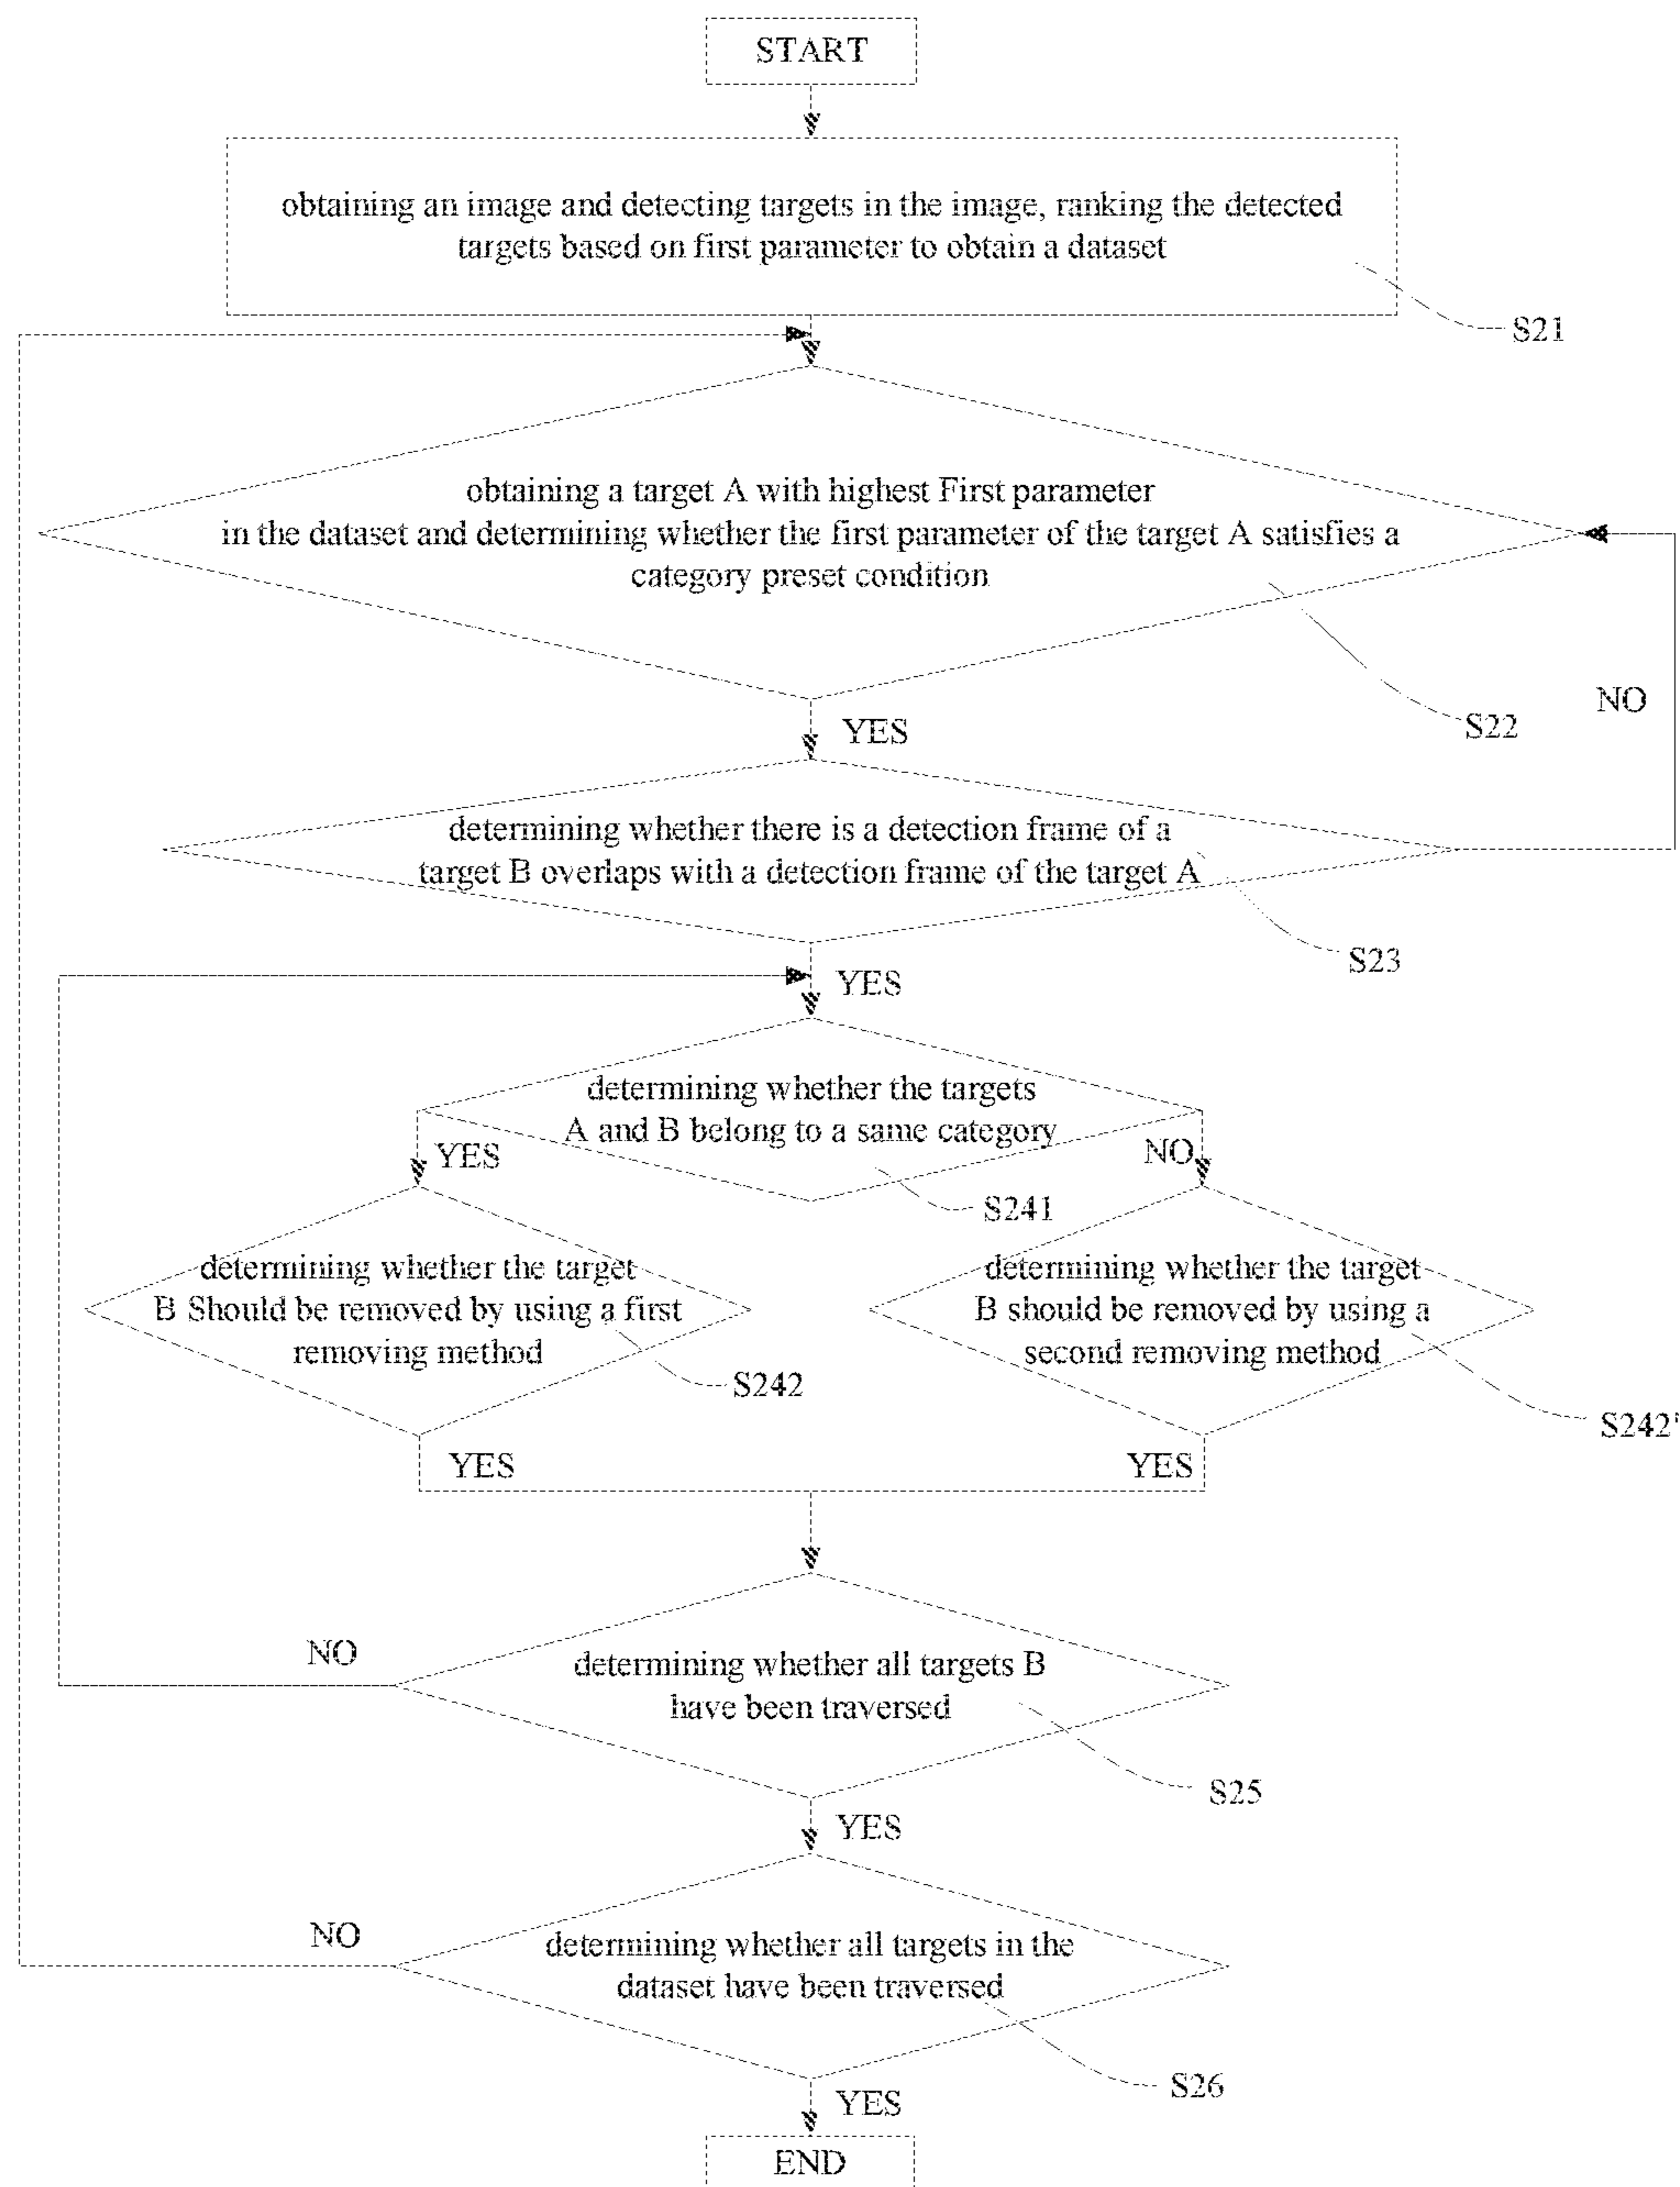 START
obtaining an image and detecting targets in the image, ranking the detected
targets based on first parameter to obtain a dataset
S21
obtaining a target A with highest First parameter
in the dataset and determining whether the first parameter of the target A satisfies a
category preset condition
S22
NO
YES
determining whether there is a detection frame of a
target B overlaps with a detection frame of the target A
S23
YES
determining whether the targets
A and B belong to a same category
YES
NO
S241
determining whether the target
B Should be removed by using a first
removing method
S242
determining whether the target
B should be removed by using a
second removing method
S242'
YES
YES
NO
determining whether all targets B
have been traversed
S25
YES
NO
determining whether all targets in the
dataset have been traversed
S26
YES
END